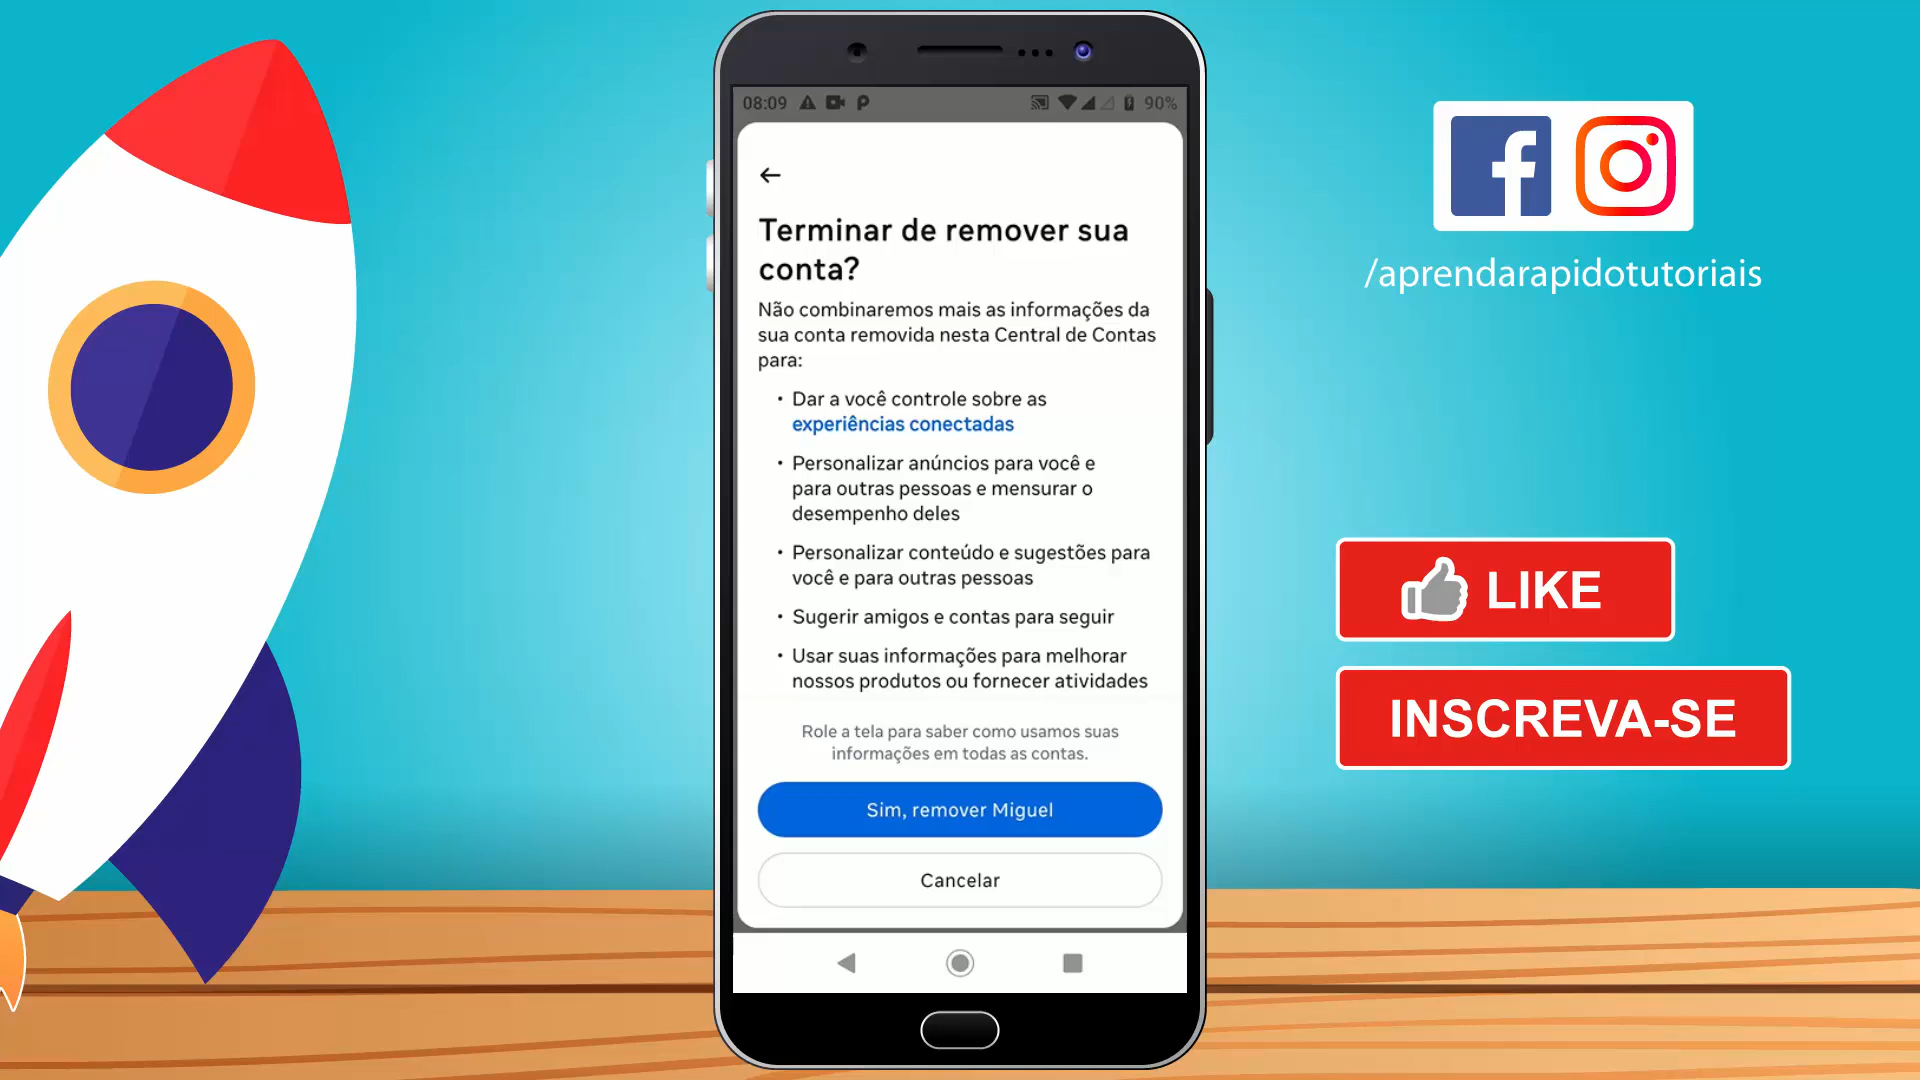 08:09
90%
Terminar de remover sua
conta?
Não combinaremos mais as informações da
sua conta removida nesta Central de Contas
para:
• Dar a você controle sobre as
experiências conectadas
• Personalizar anúncios para você e
para outras pessoas e mensurar o
desempenho deles
• Personalizar conteúdo e sugestões para
você e para outras pessoas
• Sugerir amigos e contas para seguir
• Usar suas informações para melhorar
nossos produtos ou fornecer atividades
Role a tela para saber como usamos suas
informações em todas as contas.
Sim, remover Miguel
Cancelar
/aprendarapidotutoriais
LIKE
INSCREVA-SE